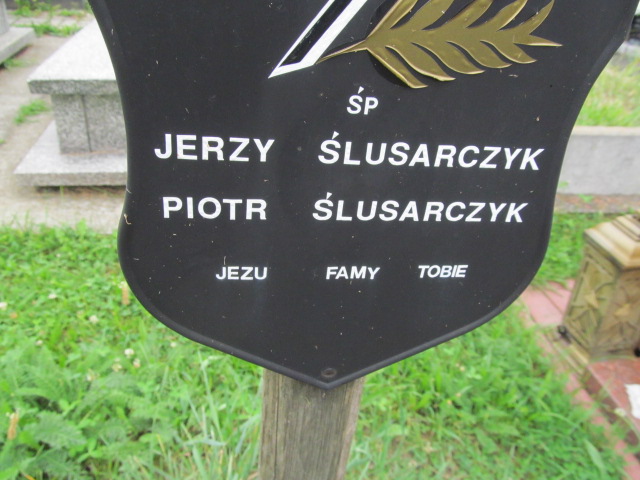 ŚP
JERZY ŚLUSARCZYK
PIOTR ŚLUSARCZYK
JEZU FAMY TOBIE